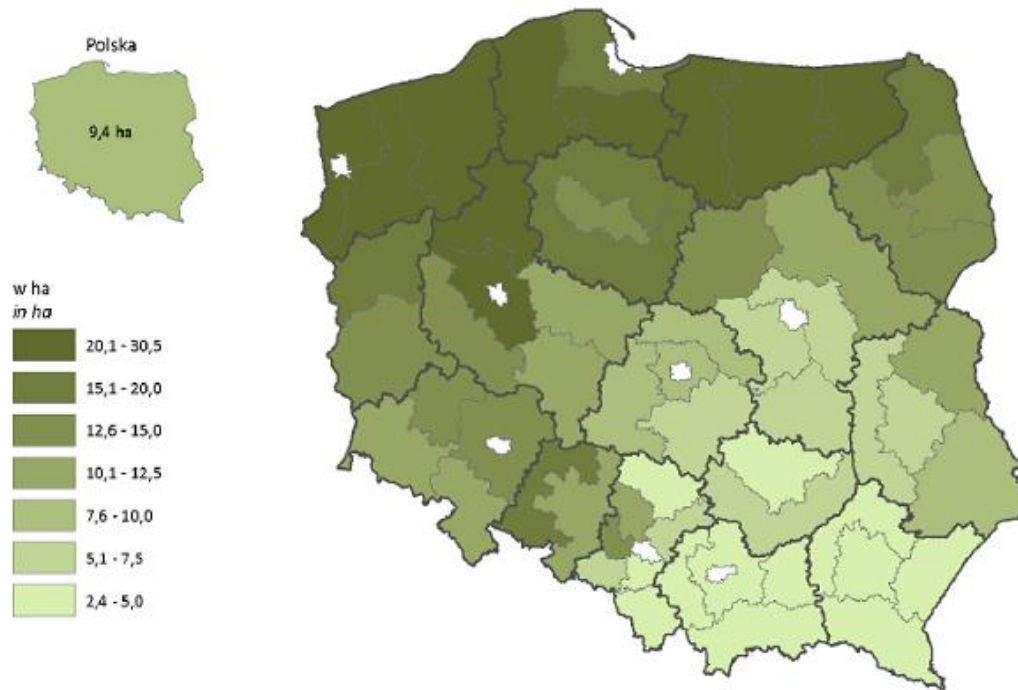 Polska
9,4 ha
w ha
in ha
20,1 - 30,5
15,1 - 20,0
12,6 - 15,0
10,1 - 12,5
7,6 - 10,0
5,1 - 7,5
2,4 - 5,0